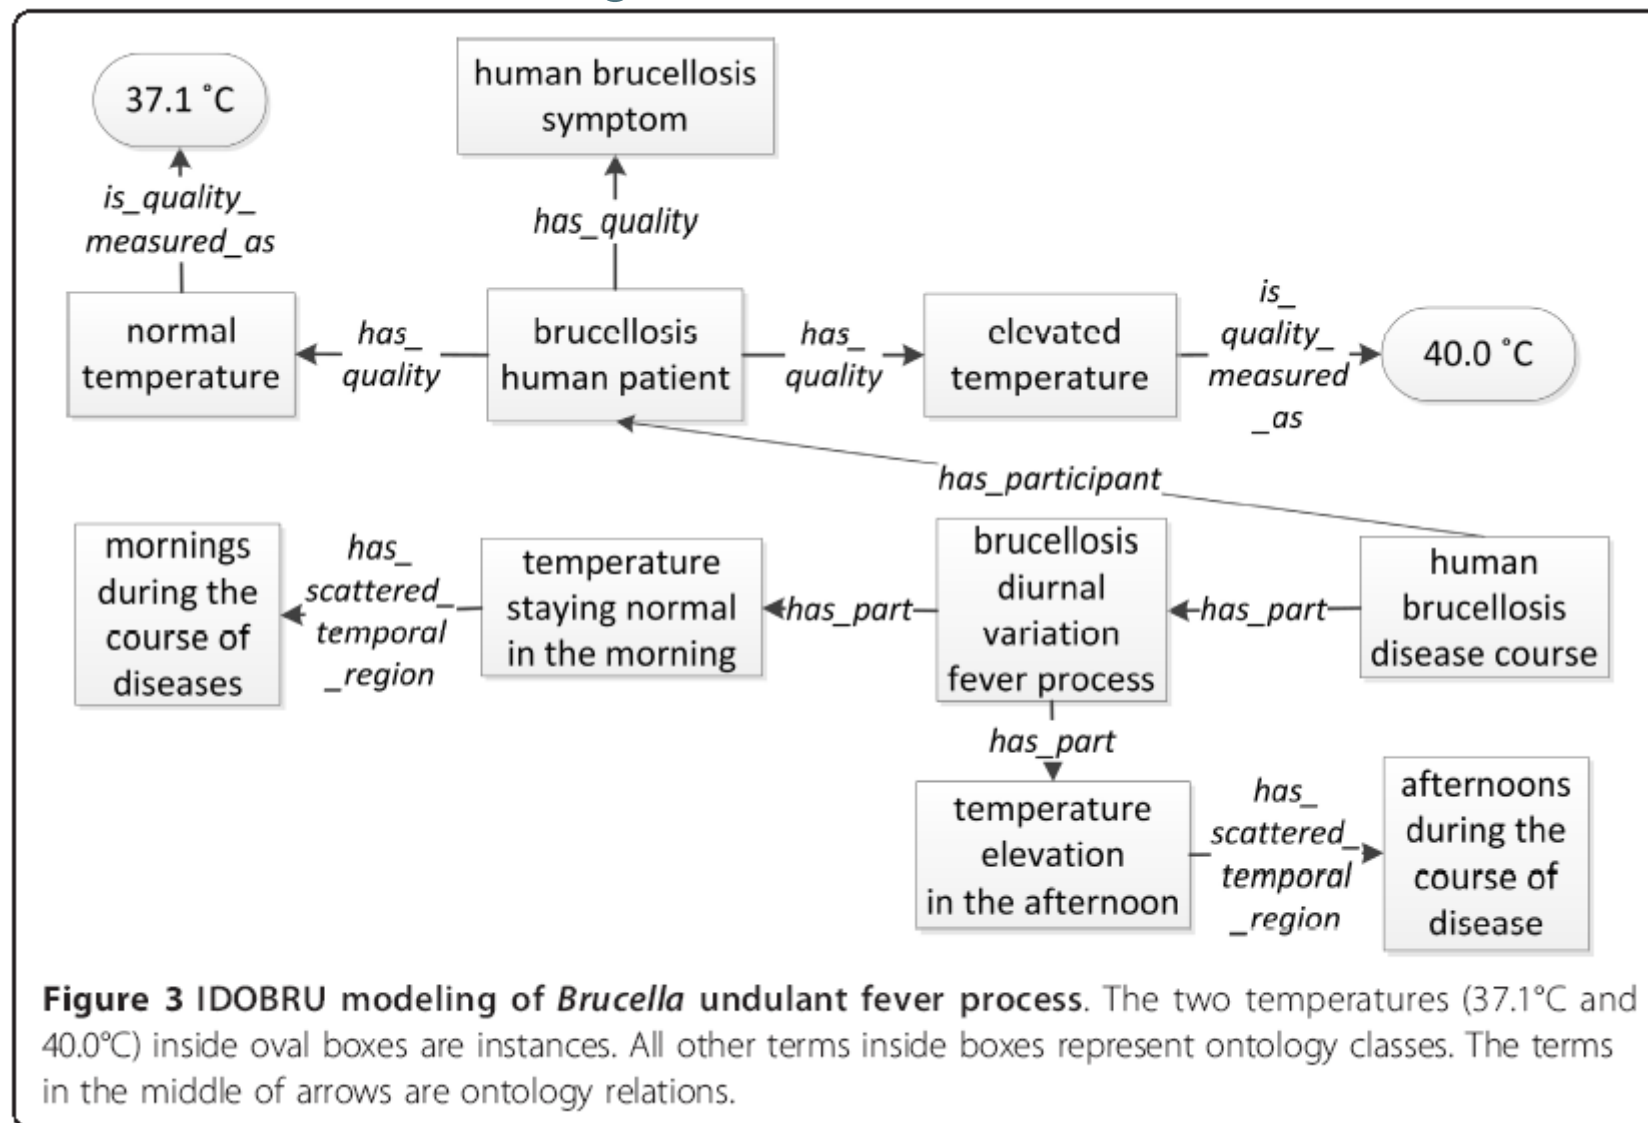 37.1 ˚C
human brucellosis
symptom
is_quality_
measured_as
has_quality
normal
temperature
has_
quality
brucellosis
human patient
has_
quality
elevated
temperature
is_
quality_
measured
_as
40.0 ˚C
has_participant
mornings
during the
course of
diseases
has_
scattered_
temporal
_region
temperature
staying normal
in the morning
has_part
brucellosis
diurnal
variation
fever process
has_part
human
brucellosis
disease course
has_part
temperature
elevation
in the afternoon
has_
scattered_
temporal
_region
afternoons
during the
course of
disease
Figure 3 IDOBRU modeling of Brucella undulant fever process. The two temperatures (37.1°C and
40.0°C) inside oval boxes are instances. All other terms inside boxes represent ontology classes. The terms
in the middle of arrows are ontology relations.